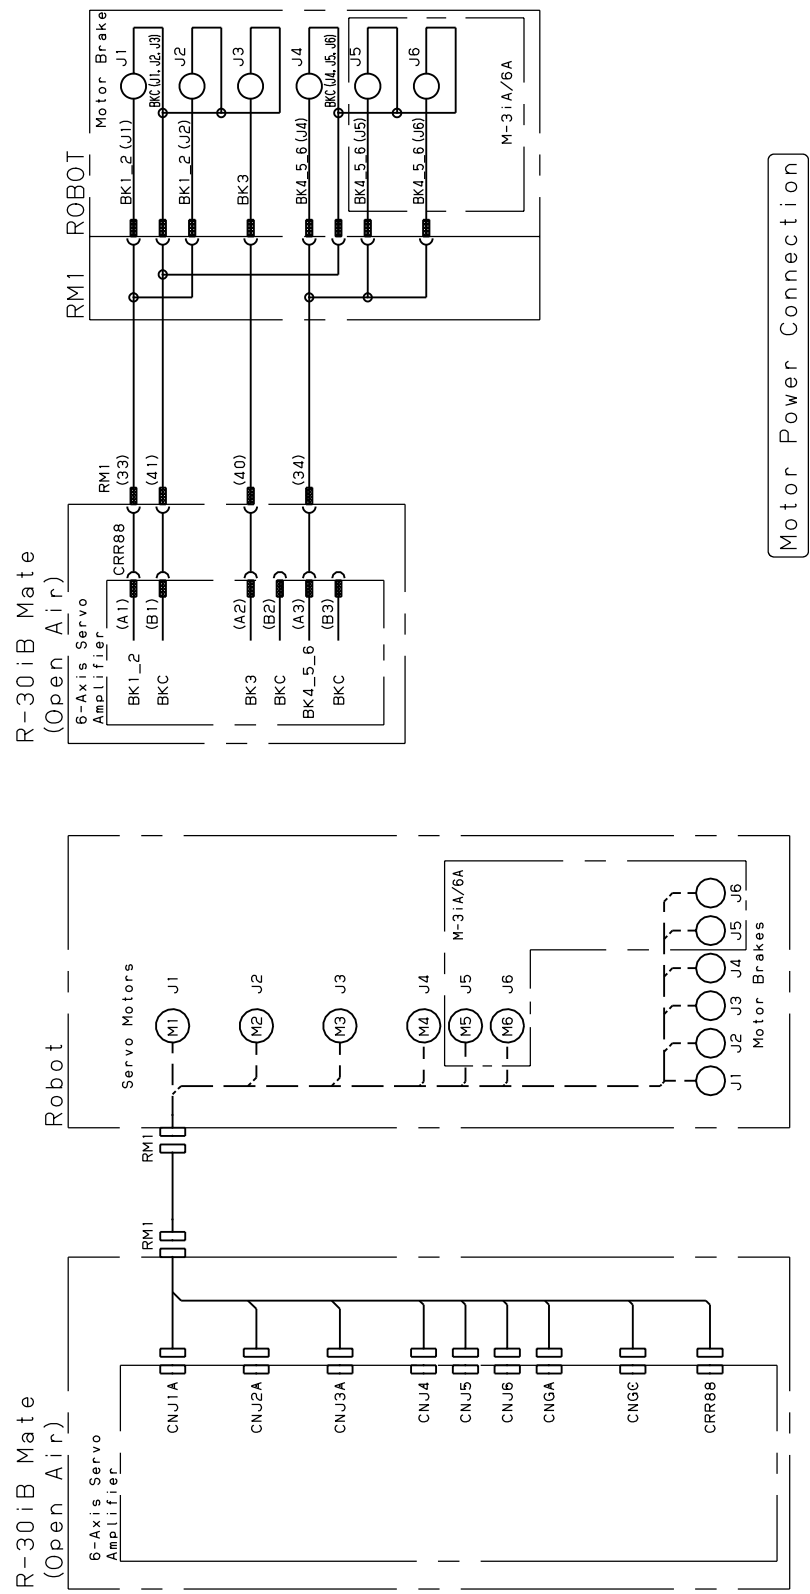 R-30iB Mate
(Open Air)
6-Axis Servo
Amplifier
CNJ1A
CNJ2A
CNJ3A
CNJ4
CNJ5
CNJ6
CNGA
CNGC
CRR88
RM1
RM1
Robot
Servo Motors
M1
J1
M2
J2
M3
J3
M4
J4
M5
J5
M6
J6
M-3iA/6A
J1
J2
J3
J4
J5
J6
Motor Brakes
R-30iB Mate
(Open Air)
6-Axis Servo
Amplifier
BK1_2
(A1)
BKC
(B1)
BK3
(A2)
BKC
(B2)
BK4_5_6
(A3)
BKC
(B3)
CRR88
RM1
(33)
(41)
(40)
(34)
RM1
ROBOT
Motor Brake
BK1_2 (J1)
J1
BKC (J1, J2, J3)
BK1_2 (J2)
J2
BK3
J3
BK4_5_6 (J4)
J4
BKC (J4, J5, J6)
BK4_5_6 (J5)
J5
BK4_5_6 (J6)
J6
M-3iA/6A
Motor Power Connection